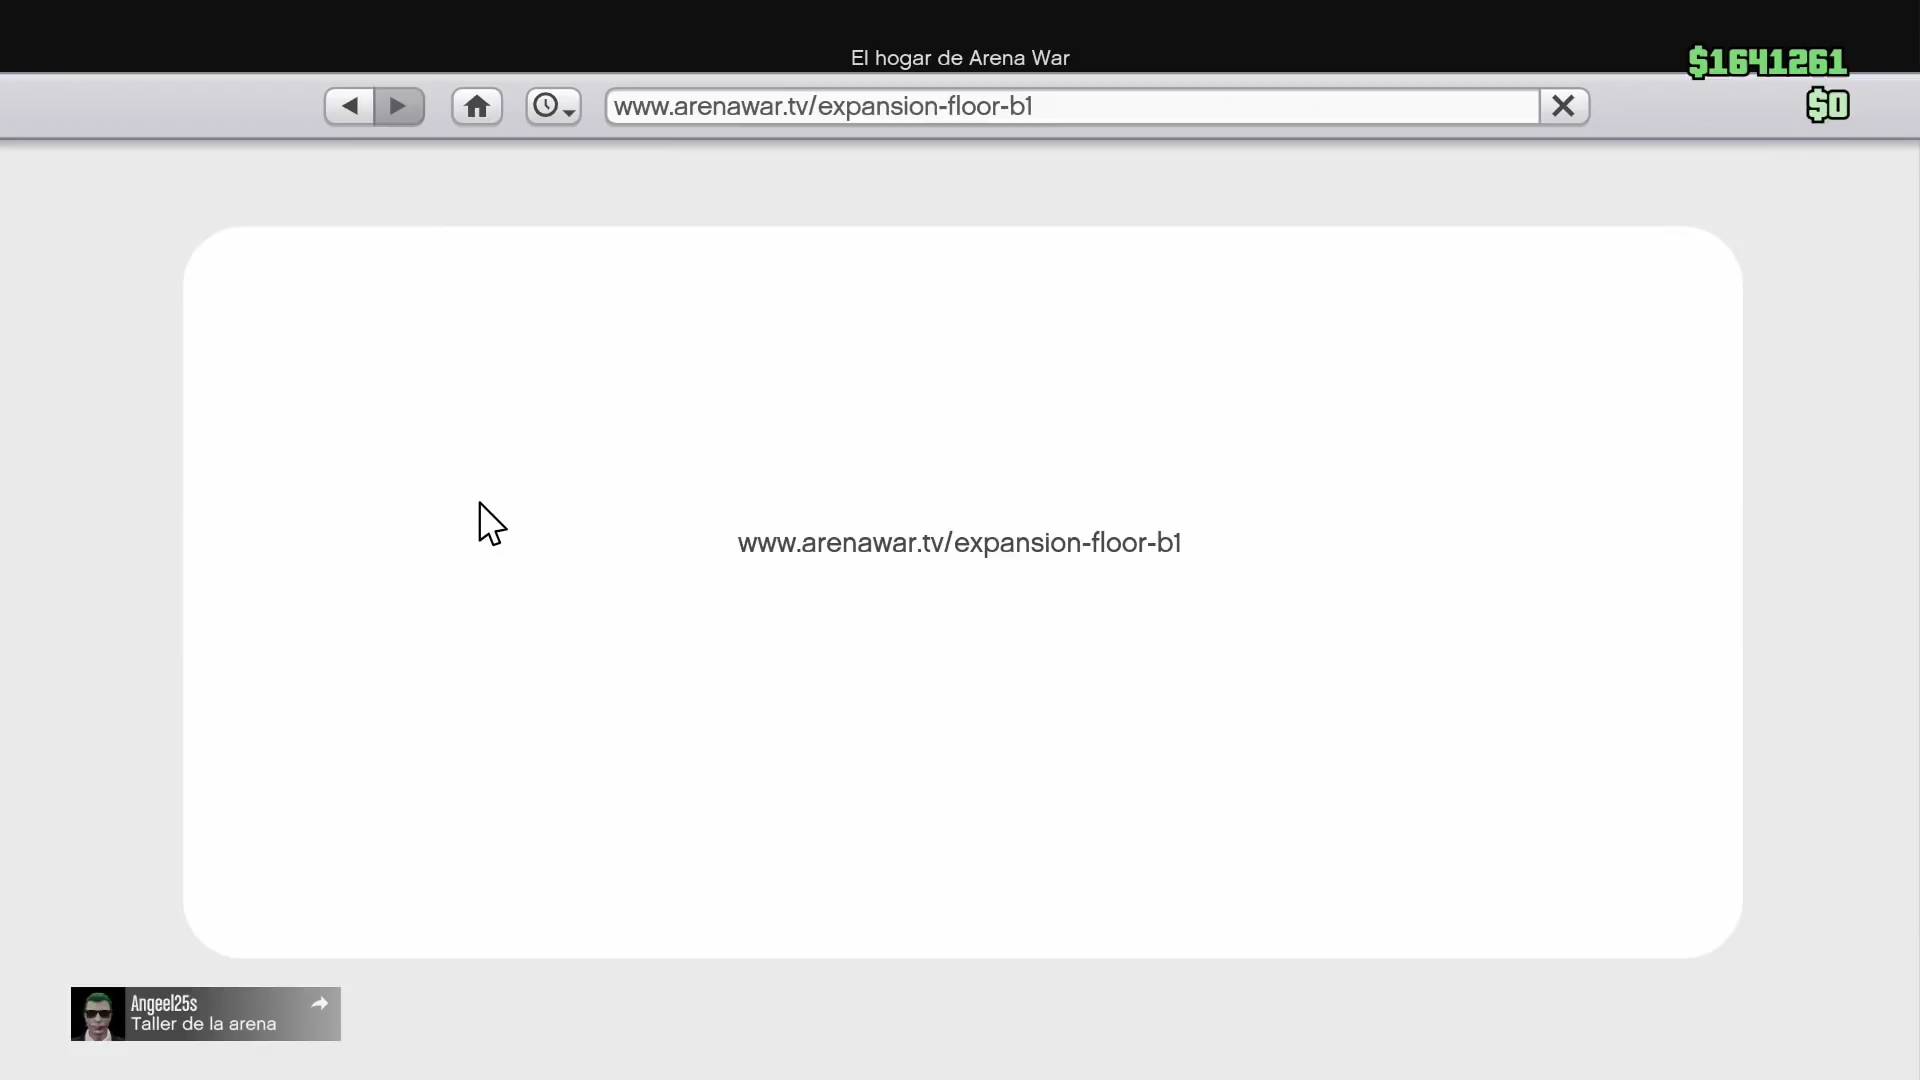 El hogar de Arena War
$1641261
www.arenawar.tv/expansion-floor-b1
$0
www.arenawar.tv/expansion-floor-b1
Angeel25s
Taller de la arena